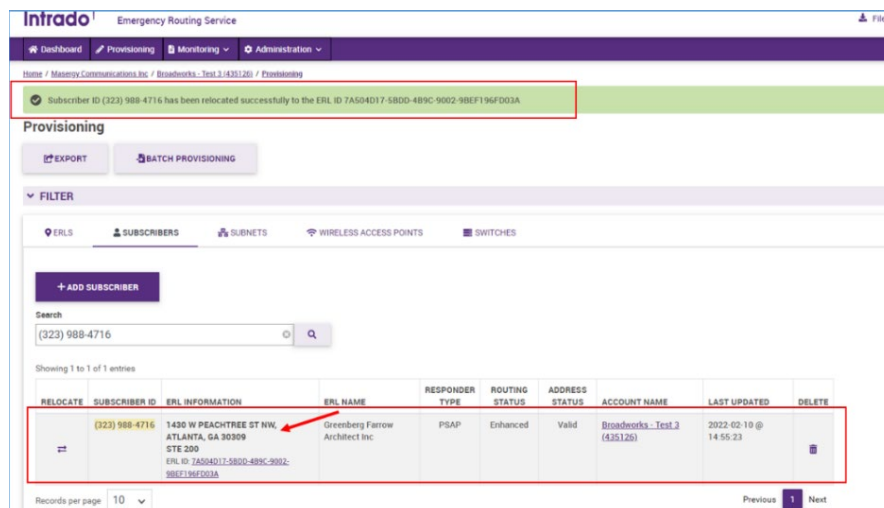 Intrado Emergency Routing Service
File
Dashboard Provisioning Monitoring Administration
Home / Masergy Communications Inc / Broadworks - Test 3 (435126) / Provisioning
Subscriber ID (323) 988-4716 has been relocated successfully to the ERL ID 7A504D17-5BDD-4B9C-9002-9BEF196FD03A
Provisioning
EXPORT BATCH PROVISIONING
FILTER
ERLS SUBSCRIBERS SUBNETS WIRELESS ACCESS POINTS SWITCHES
+ ADD SUBSCRIBER
Search
(323) 988-4716
Showing 1 to 1 of 1 entries
RELOCATE SUBSCRIBER ID ERL INFORMATION ERL NAME RESPONDER TYPE ROUTING STATUS ADDRESS STATUS ACCOUNT NAME LAST UPDATED DELETE
(323) 988-4716 1430 W PEACHTREE ST NW, Greenberg Farrow PSAP Enhanced Valid Broadworks - Test 3 2022-02-10 @
ATLANTA, GA 30309 Architect Inc (435126) 14:55:23
STE 200
ERL ID: 7A504D17-5BDD-4B9C-9002-
9BEF196FD03A
Records per page 10 Previous 1 Next